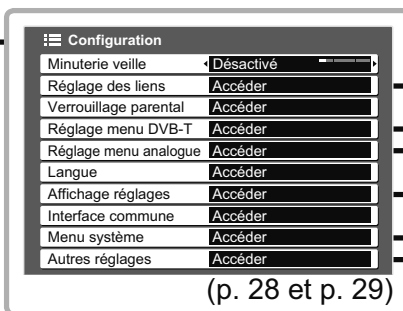 Configuration
Minuterie veille Désactivé
Réglage des liens Accéder
Verrouillage parental Accéder
Réglage menu DVB-T Accéder
Réglage menu analogue Accéder
Langue Accéder
Affichage réglages Accéder
Interface commune Accéder
Menu système Accéder
Autres réglages Accéder
(p. 28 et p. 29)